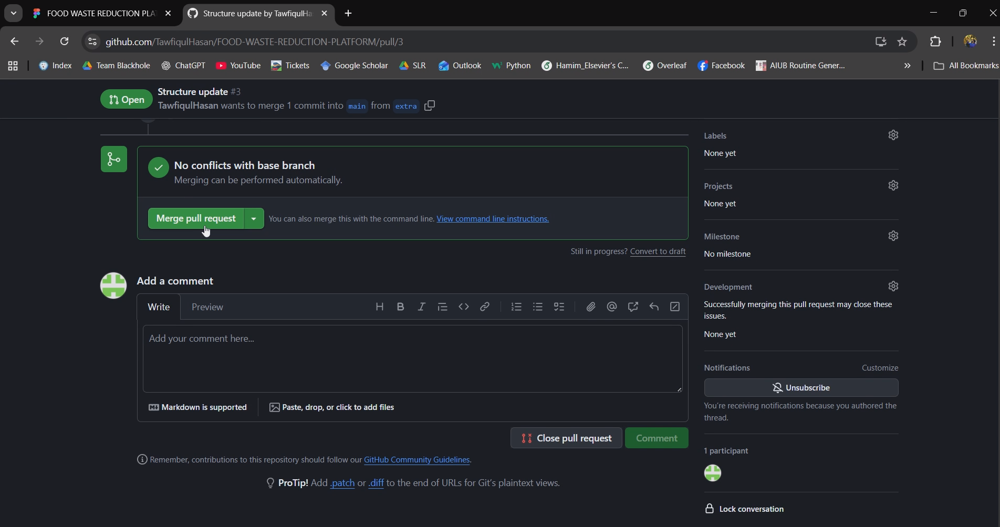 FOOD WASTE REDUCTION PLA
Structure update by TawfiqulHa
github.com/TawfiqulHasan/FOOD-WASTE-REDUCTION-PLATFORM/pull/3
Index Team Blackhole ChatGPT YouTube Tickets Google Scholar SLR Outlook Python Hamim_Elsevier's C... Overleaf Facebook AIUB Routine Gener... » All Bookmarks
Open
Structure update #3
TawfiqulHasan wants to merge 1 commit into main from extra
No conflicts with base branch
Merging can be performed automatically.
Merge pull request You can also merge this with the command line. View command line instructions.
Still in progress? Convert to draft
Add a comment
Write Preview
Add your comment here...
Markdown is supported Paste, drop, or click to add files
Close pull request Comment
Remember, contributions to this repository should follow our GitHub Community Guidelines.
ProTip! Add .patch or .diff to the end of URLs for Git's plaintext views.
Labels
None yet
Projects
None yet
Milestone
No milestone
Development
Successfully merging this pull request may close these
issues.
None yet
Notifications Customize
Unsubscribe
You're receiving notifications because you authored the
thread.
1 participant
Lock conversation